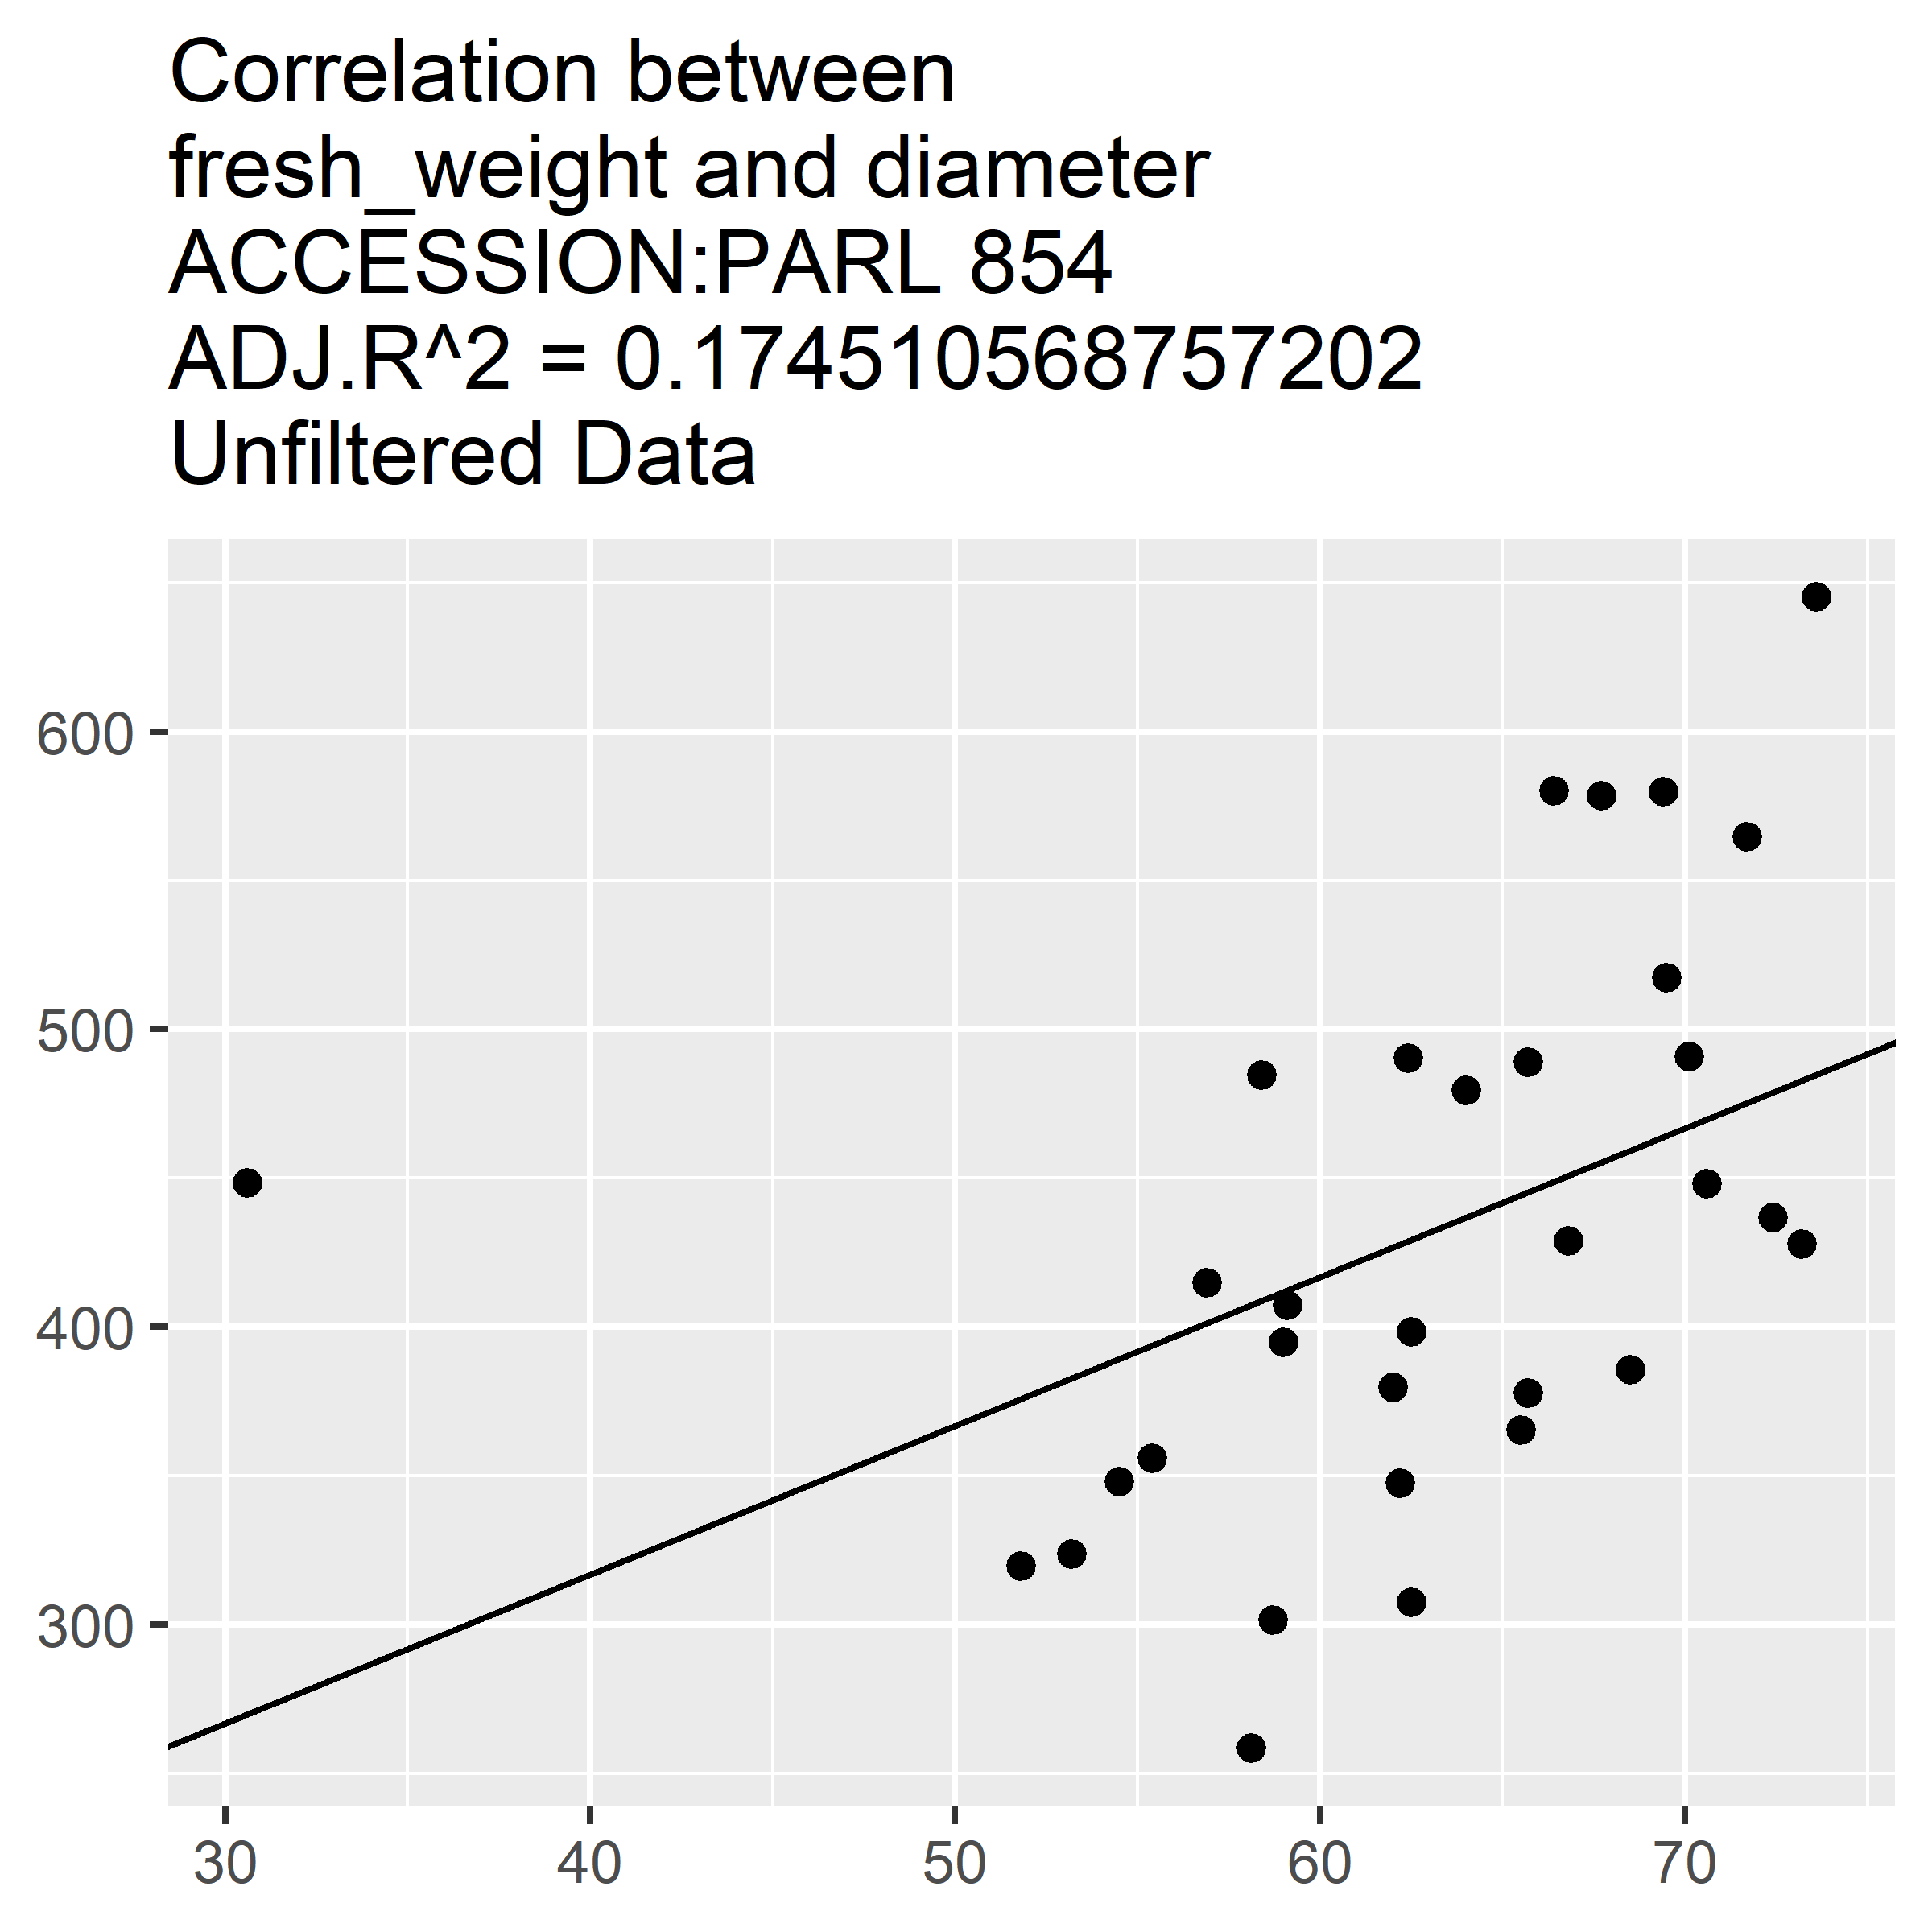 Correlation between
fresh_weight and diameter
ACCESSION:PARL 854
ADJ.R^2 = 0.174510568757202
Unfiltered Data
600
500
400
300
30 40 50 60 70